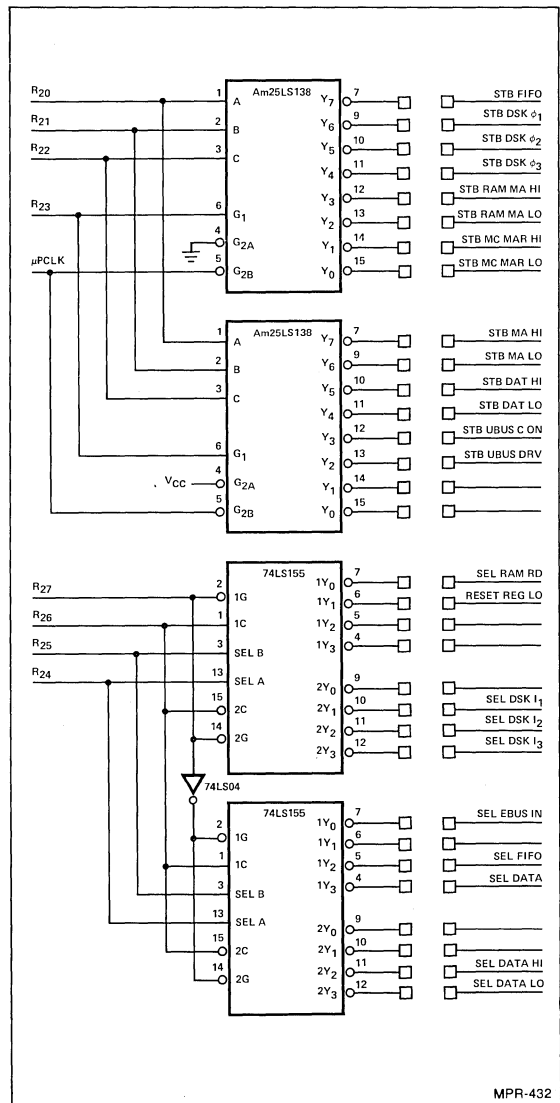 R20 1 A Am25LS138 Y7 7 STB FIFO
R21 2 B Y6 9 STB DSK ϕ1
R22 3 C Y5 10 STB DSK ϕ2
Y4 11 STB DSK ϕ3
R23 6 G1 Y3 12 STB RAM MA HI
4 G2A Y2 13 STB RAM MA LO
μPCLK 5 G2B Y1 14 STB MC MAR HI
Y0 15 STB MC MAR LO
1 A Am25LS138 Y7 7 STB MA HI
2 B Y6 9 STB MA LO
3 C Y5 10 STB DAT HI
Y4 11 STB DAT LO
6 G1 Y3 12 STB UBUS C ON
Y2 13 STB UBUS DRV
VCC 4 G2A Y1 14
5 G2B Y0 15
74LS155
R27 2 1G 1Y0 7 SEL RAM RD
R26 1 1C 1Y1 6 RESET REG LO
1Y2 5
R25 3 SEL B 1Y3 4
R24 13 SEL A 2Y0 9
15 2C 2Y1 10 SEL DSK I1
14 2G 2Y2 11 SEL DSK I2
2Y3 12 SEL DSK I3
74LS04
74LS155
2 1G 1Y0 7 SEL EBUS IN
1 1C 1Y1 6
1Y2 5 SEL FIFO
3 SEL B 1Y3 4 SEL DATA
13 SEL A 2Y0 9
15 2C 2Y1 10
14 2G 2Y2 11 SEL DATA HI
2Y3 12 SEL DATA LO
MPR-432